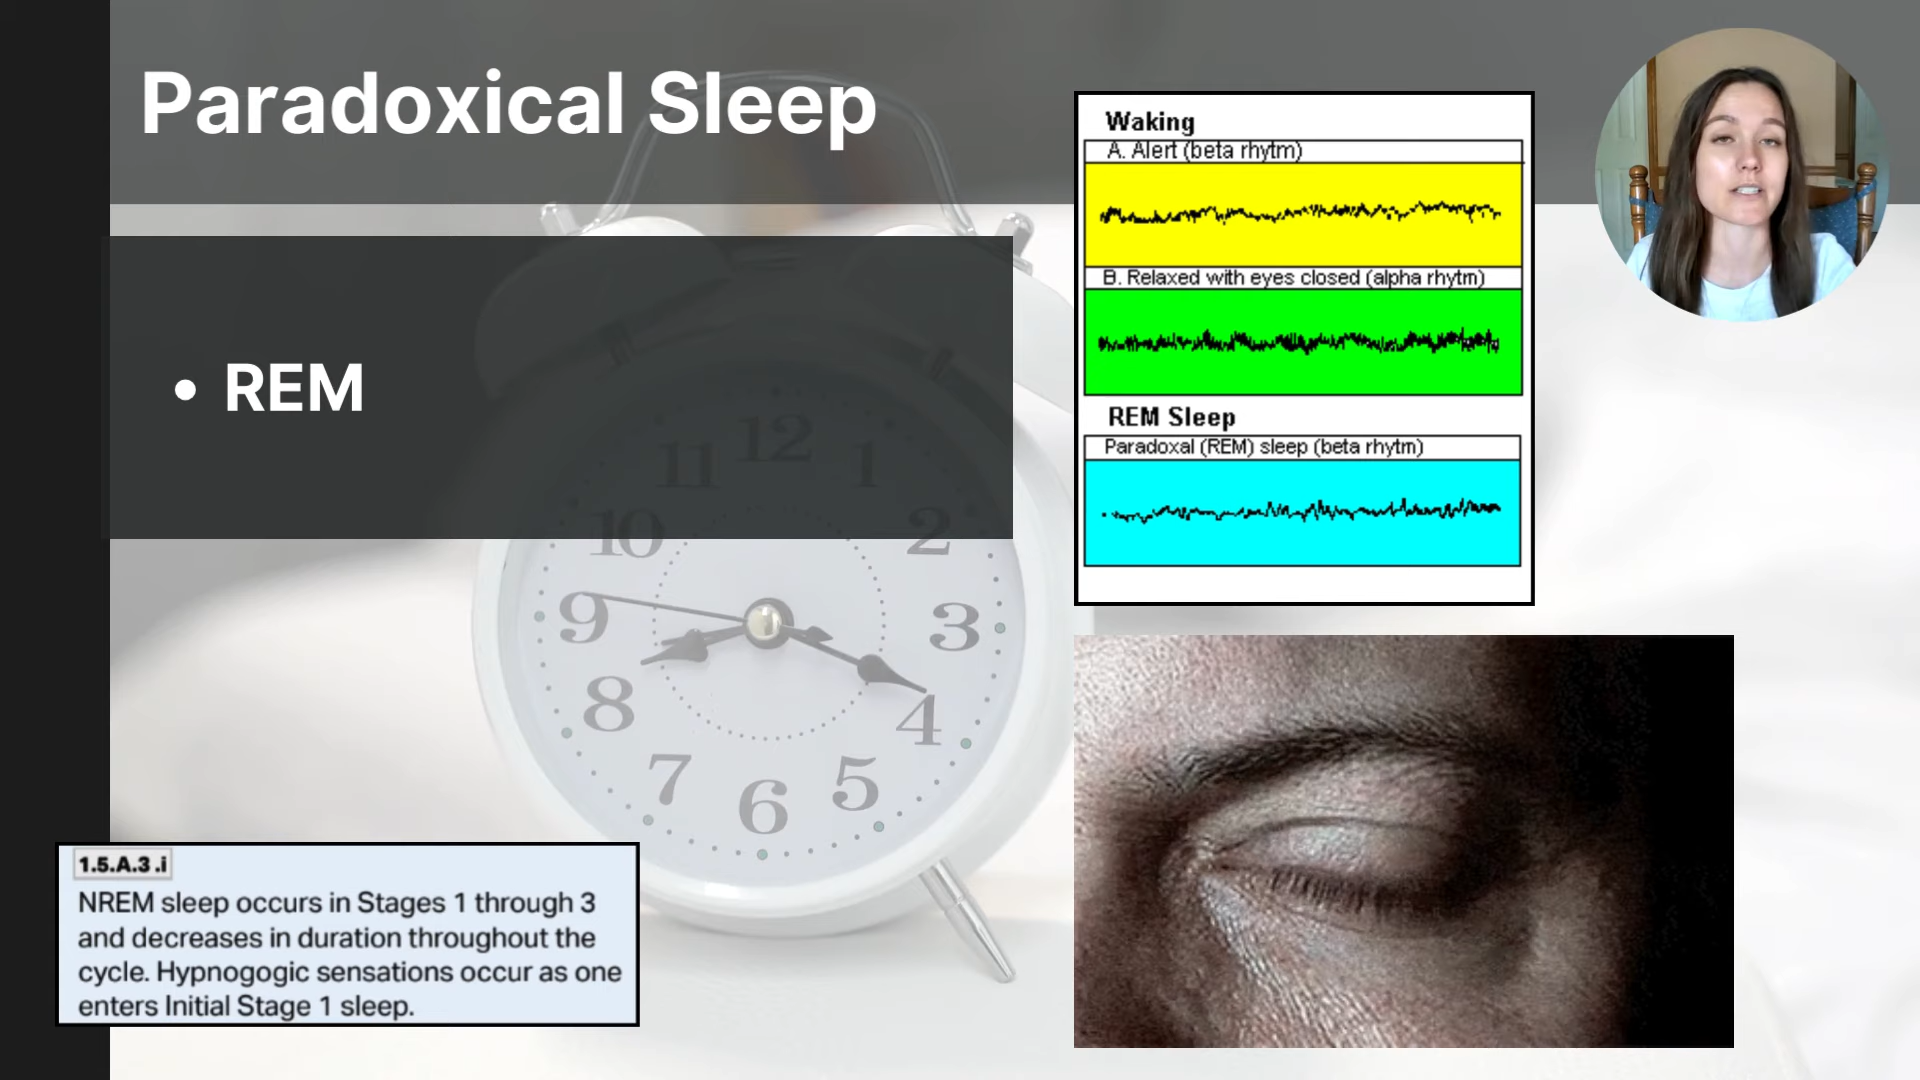 Paradoxical Sleep
• REM
Waking
A. Alert (beta rhytm)
B. Relaxed with eyes closed (alpha rhytm)
REM Sleep
Paradoxal (REM) sleep (beta rhytm)
12
1
2
3
4
5
6
7
8
9
10
11
1.5.A.3 .i
NREM sleep occurs in Stages 1 through 3
and decreases in duration throughout the
cycle. Hypnogogic sensations occur as one
enters Initial Stage 1 sleep.